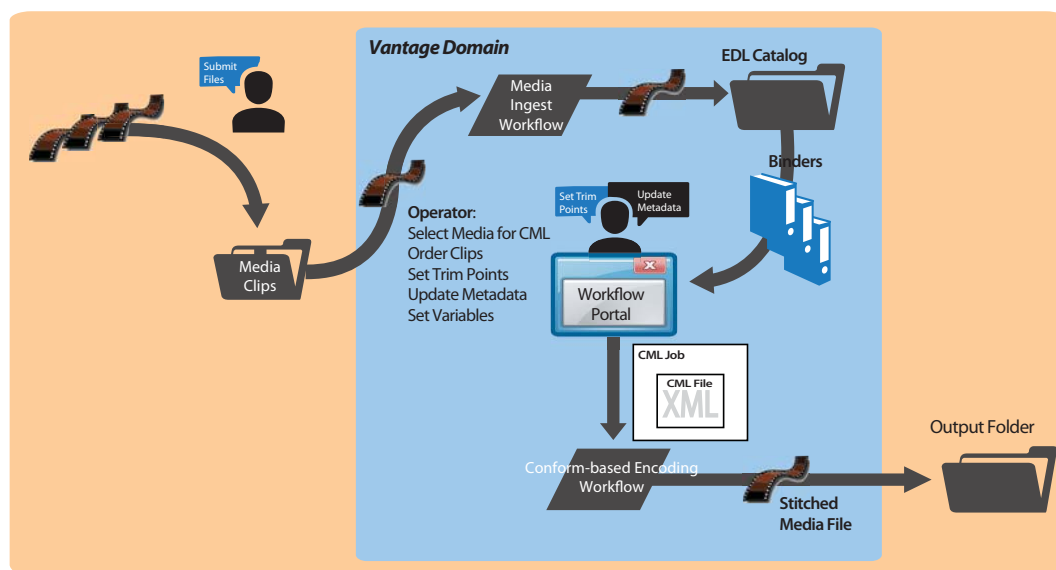 Vantage Domain
Submit
Files
Media
Ingest
Workflow
EDL Catalog
Binders
Set Trim
Points
Update
Metadata
Operator:
Select Media for CML
Order Clips
Set Trim Points
Update Metadata
Set Variables
Media
Clips
Workflow
Portal
CML Job
CML File
XML
Conform-based Encoding
Workflow
Stitched
Media File
Output Folder